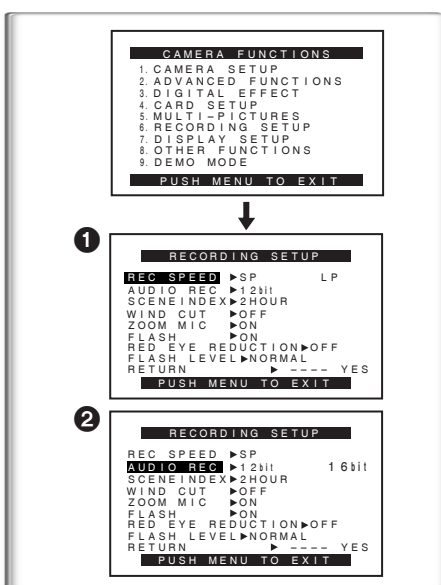 CAMERA FUNCTIONS
1. CAMERA SETUP
2. ADVANCED FUNCTIONS
3. DIGITAL EFFECT
4. CARD SETUP
5. MULTI-PICTURES
6. RECORDING SETUP
7. DISPLAY SETUP
8. OTHER FUNCTIONS
9. DEMO MODE
PUSH MENU TO EXIT
1
RECORDING SETUP
REC SPEED ▶SP LP
AUDIO REC ▶12bit
SCENEINDEX▶2HOUR
WIND CUT ▶OFF
ZOOM MIC ▶ON
FLASH ▶ON
RED EYE REDUCTION▶OFF
FLASH LEVEL▶NORMAL
RETURN ▶ ---- YES
PUSH MENU TO EXIT
2
RECORDING SETUP
REC SPEED ▶SP
AUDIO REC ▶12bit 16bit
SCENEINDEX▶2HOUR
WIND CUT ▶OFF
ZOOM MIC ▶ON
FLASH ▶ON
RED EYE REDUCTION▶OFF
FLASH LEVEL▶NORMAL
RETURN ▶ ---- YES
PUSH MENU TO EXIT